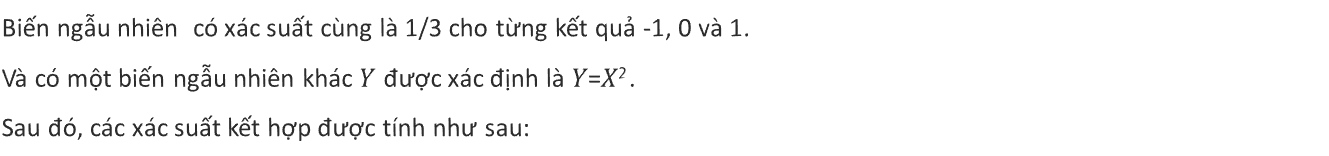 Biến ngẫu nhiên  có xác suất cùng là 1/3 cho từng kết quả -1, 0 và 1.
Và có một biến ngẫu nhiên khác Y được xác định là Y=X².
Sau đó, các xác suất kết hợp được tính như sau: